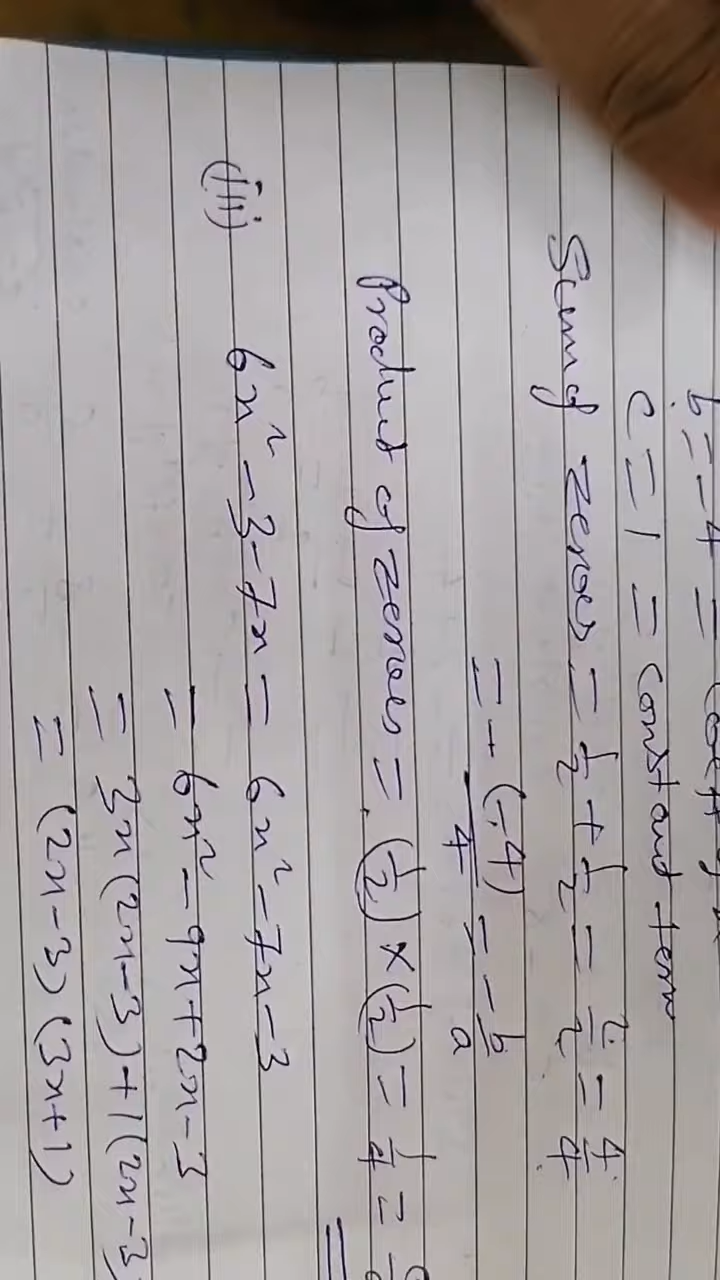 b = -4 =
c = 1 = constant term
Sum of zeroes = 1/2 + 1/2 = 2/2 = 4/4
= -(-4)/4 = -b/a
Product of zeroes = (1/2) × (1/2) = 1/4 =
(iii) 6x² - 3 - 7x = 6x² - 7x - 3
= 6x² - 9x + 2x - 3
= 3x(2x - 3) + 1(2x - 3
= (2x - 3)(3x + 1)